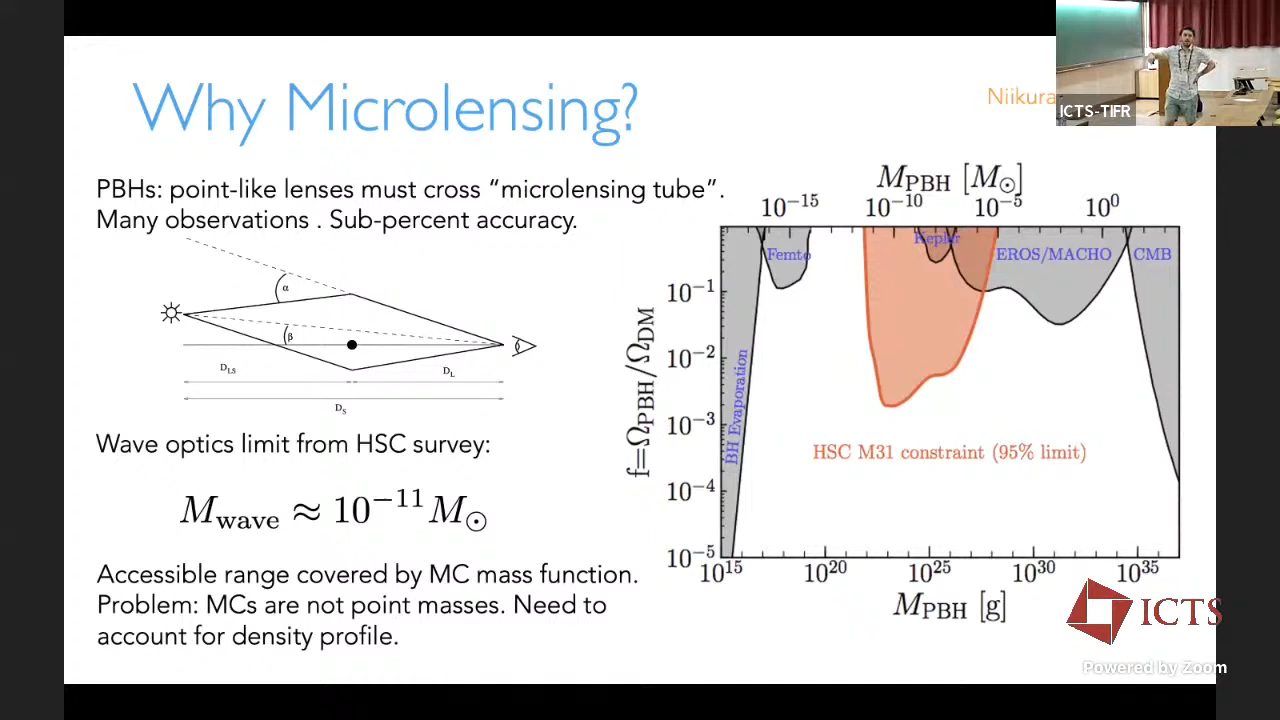 Why Microlensing?
Niikura
ICTS-TIFR
PBHs: point-like lenses must cross “microlensing tube”.
Many observations . Sub-percent accuracy.
α
β
D_LS
D_L
D_S
Wave optics limit from HSC survey:
M_wave ≈ 10^−11 M_⊙
Accessible range covered by MC mass function.
Problem: MCs are not point masses. Need to
account for density profile.
M_PBH [M_⊙]
10^−15 10^−10 10^−5 10^0
Femto
Kepler
EROS/MACHO
CMB
BH Evaporation
HSC M31 constraint (95% limit)
f=Ω_PBH/Ω_DM
10^−1
10^−2
10^−3
10^−4
10^−5
10^15 10^20 10^25 10^30 10^35
M_PBH [g]
ICTS
Powered by Zoom